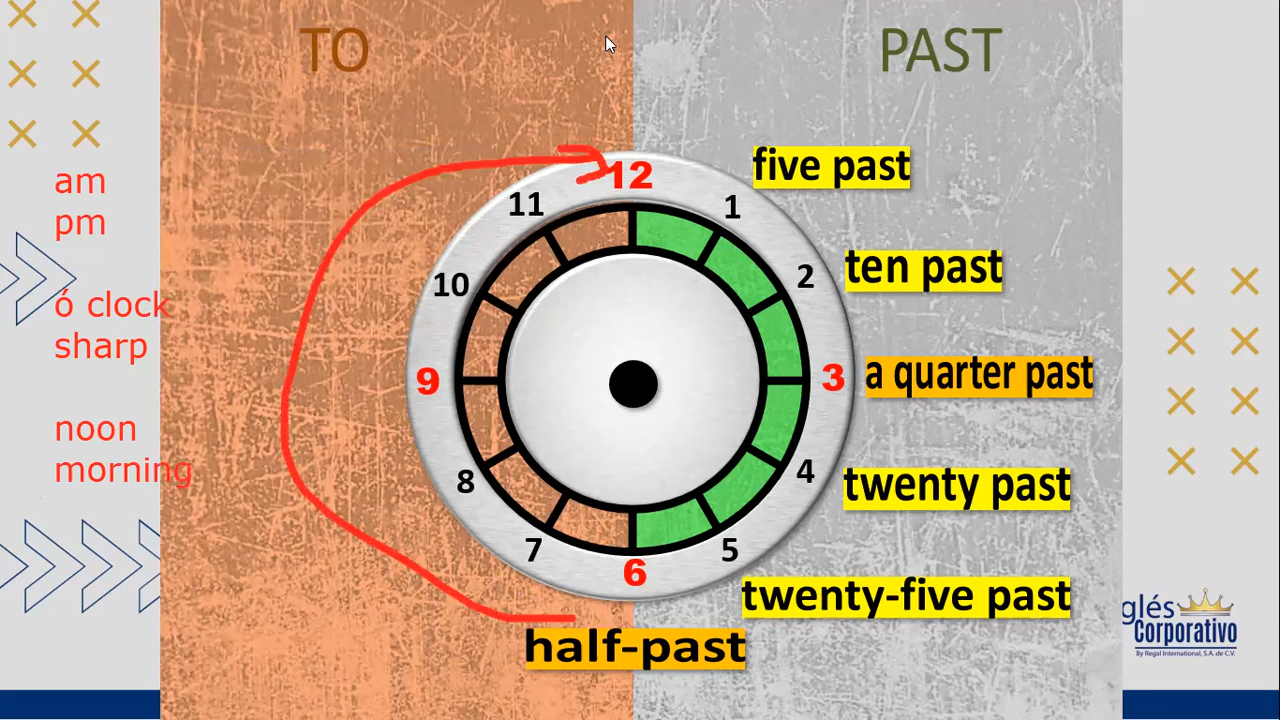 TO
PAST
am
pm
ó clock
sharp
noon
morning
12
1
2
3
4
5
6
7
8
9
10
11
five past
ten past
a quarter past
twenty past
twenty-five past
half-past
glés
Corporativo
By Regal International, S.A. de C.V.